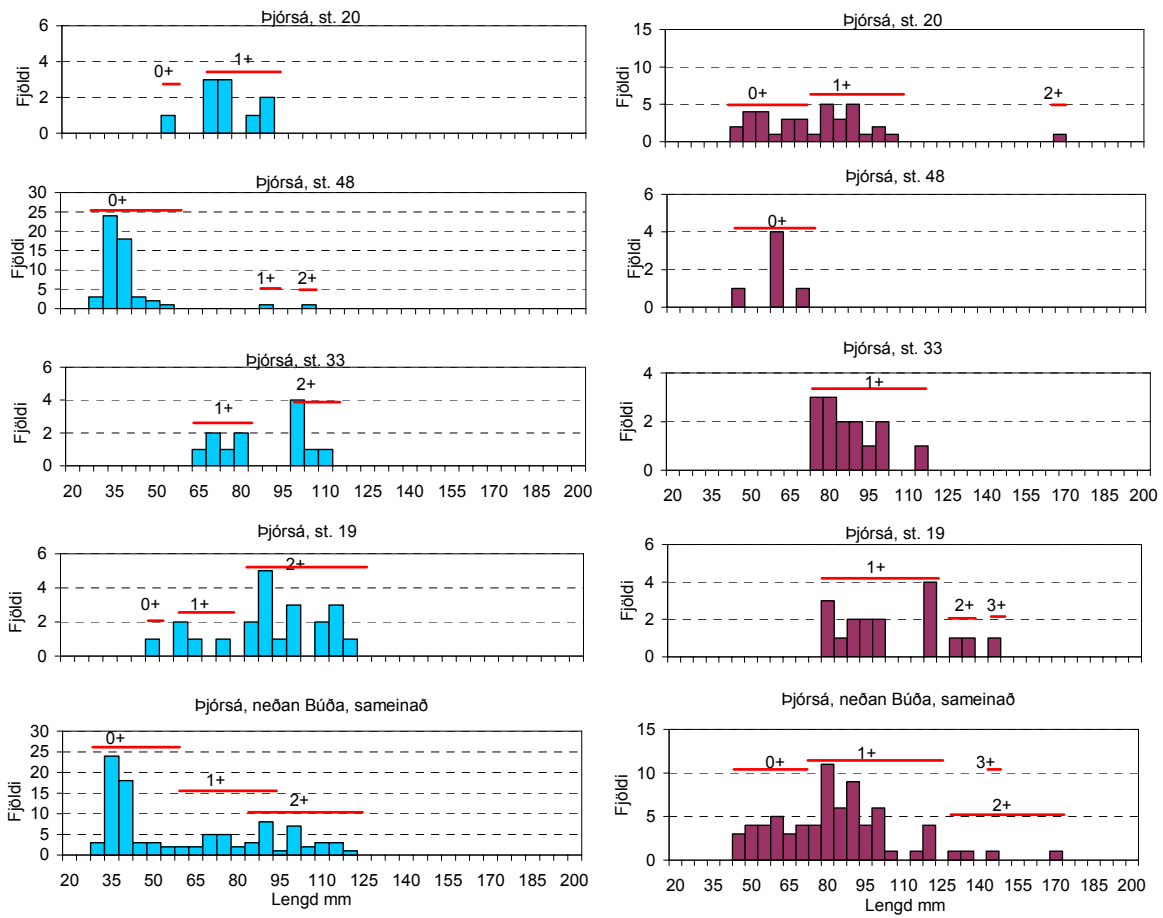 Þjórsá, st. 20
Fjöldi
6
4
2
0
0+
1+
Þjórsá, st. 20
Fjöldi
15
10
5
0
0+
1+
2+
Þjórsá, st. 48
Fjöldi
30
25
20
15
10
5
0
0+
1+
2+
Þjórsá, st. 48
Fjöldi
6
4
2
0
0+
Þjórsá, st. 33
Fjöldi
6
4
2
0
1+
2+
20 35 50 65 80 95 110 125 140 155 170 185 200
Þjórsá, st. 33
Fjöldi
4
2
0
1+
20 35 50 65 80 95 110 125 140 155 170 185 200
Þjórsá, st. 19
Fjöldi
6
4
2
0
0+
1+
2+
Þjórsá, st. 19
Fjöldi
6
4
2
0
1+
2+
3+
Þjórsá, neðan Búða, sameinað
Fjöldi
30
25
20
15
10
5
0
0+
1+
2+
20 35 50 65 80 95 110 125 140 155 170 185 200
Lengd mm
Þjórsá, neðan Búða, sameinað
Fjöldi
15
10
5
0
0+
1+
3+
2+
20 35 50 65 80 95 110 125 140 155 170 185 200
Lengd mm